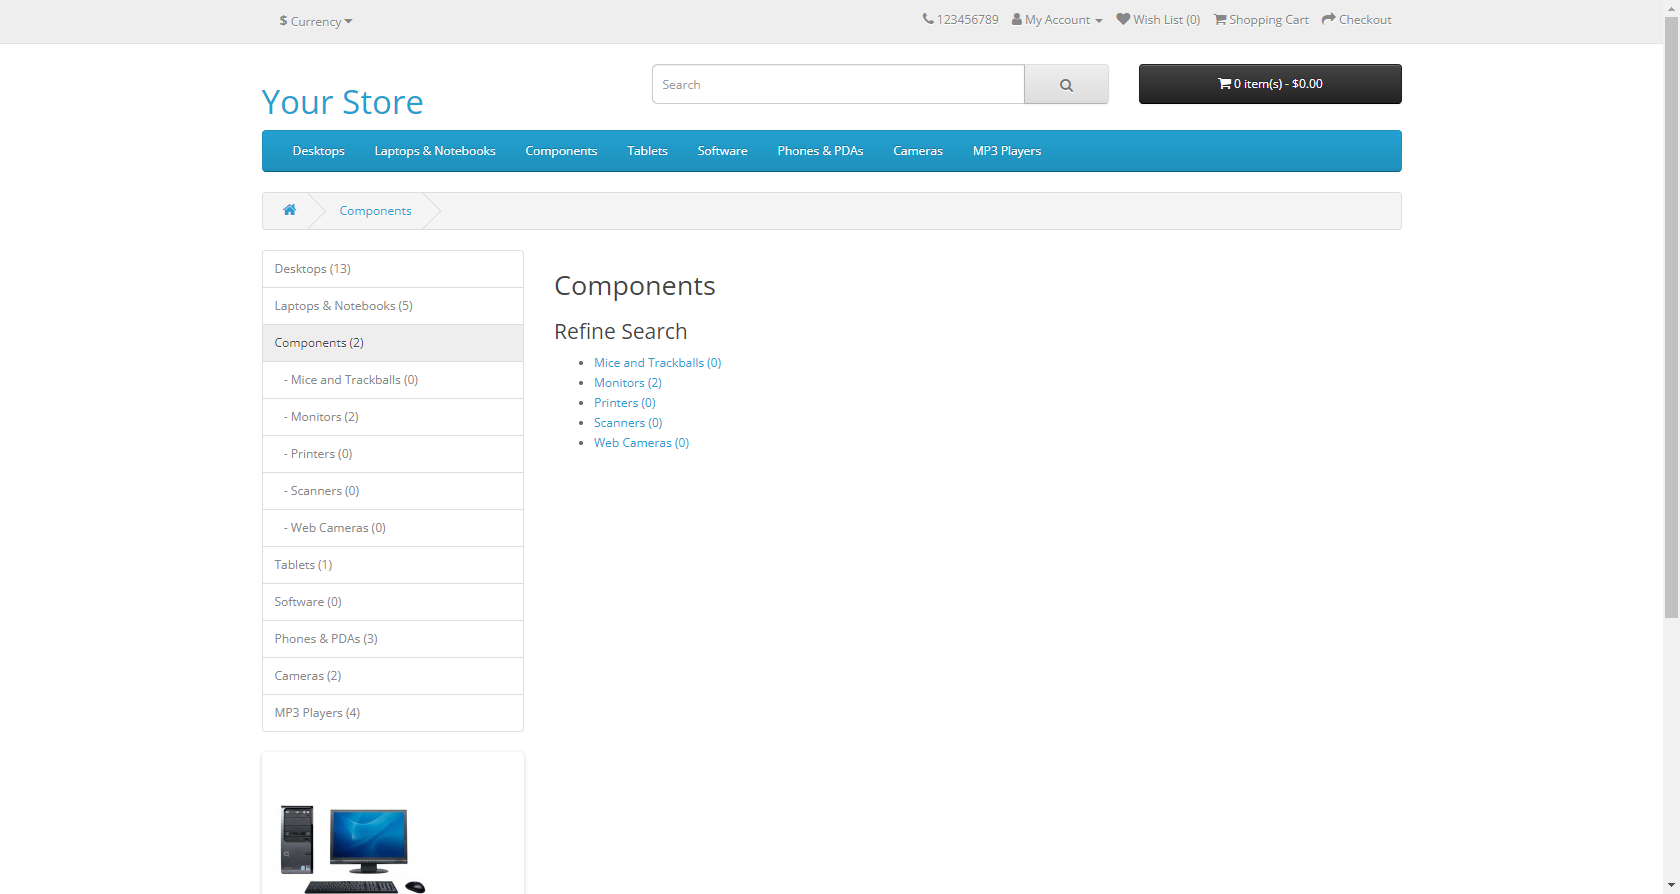 $ Currency
123456789 My Account Wish List (0) Shopping Cart Checkout
Your Store
Search
0 item(s) - $0.00
Desktops Laptops & Notebooks Components Tablets Software Phones & PDAs Cameras MP3 Players
Components
Desktops (13)
Laptops & Notebooks (5)
Components (2)
- Mice and Trackballs (0)
- Monitors (2)
- Printers (0)
- Scanners (0)
- Web Cameras (0)
Tablets (1)
Software (0)
Phones & PDAs (3)
Cameras (2)
MP3 Players (4)
Components
Refine Search
Mice and Trackballs (0)
Monitors (2)
Printers (0)
Scanners (0)
Web Cameras (0)